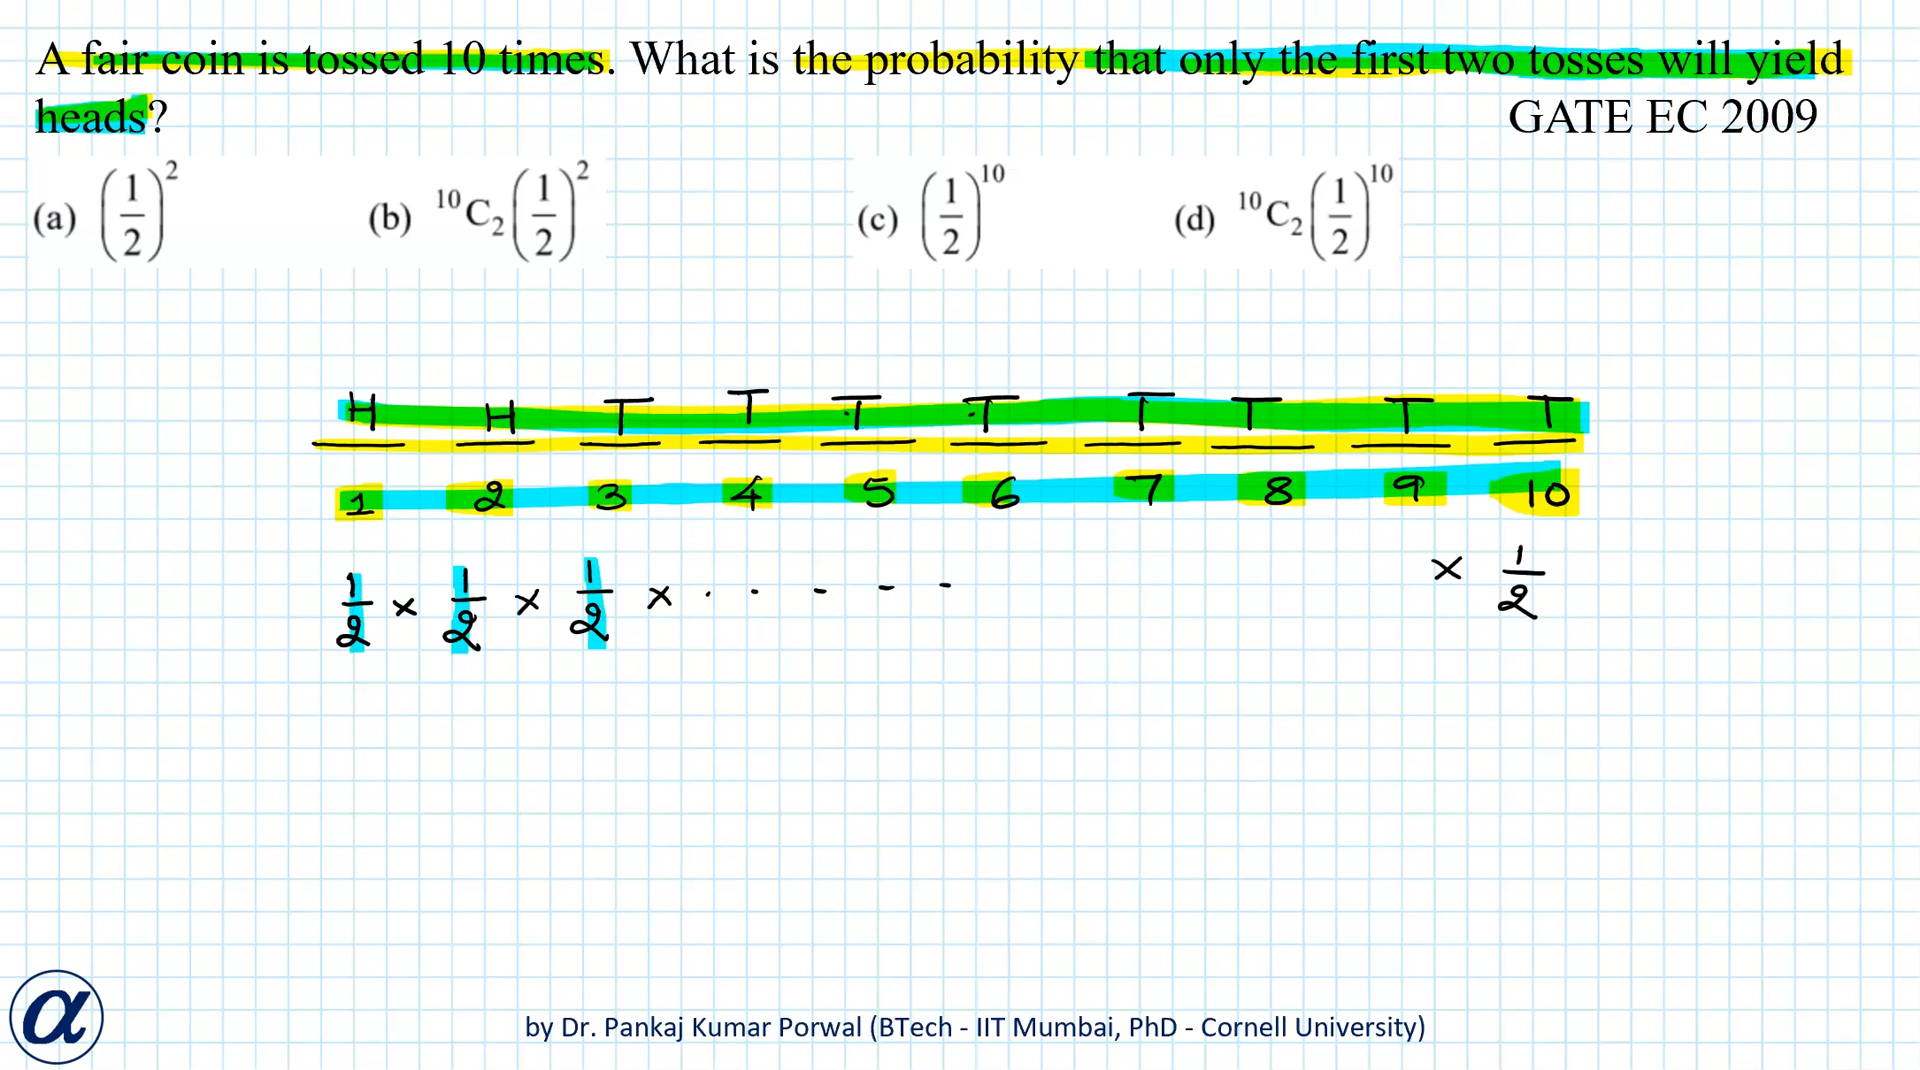 A fair coin is tossed 10 times. What is the probability that only the first two tosses will yield
heads? GATE EC 2009
(a) (1/2)^2 (b) ^10C_2 (1/2)^2 (c) (1/2)^10 (d) ^10C_2 (1/2)^10
H H T T T T T T T T
1 2 3 4 5 6 7 8 9 10
1/2 × 1/2 × 1/2 × · · - - - × 1/2
α
by Dr. Pankaj Kumar Porwal (BTech - IIT Mumbai, PhD - Cornell University)